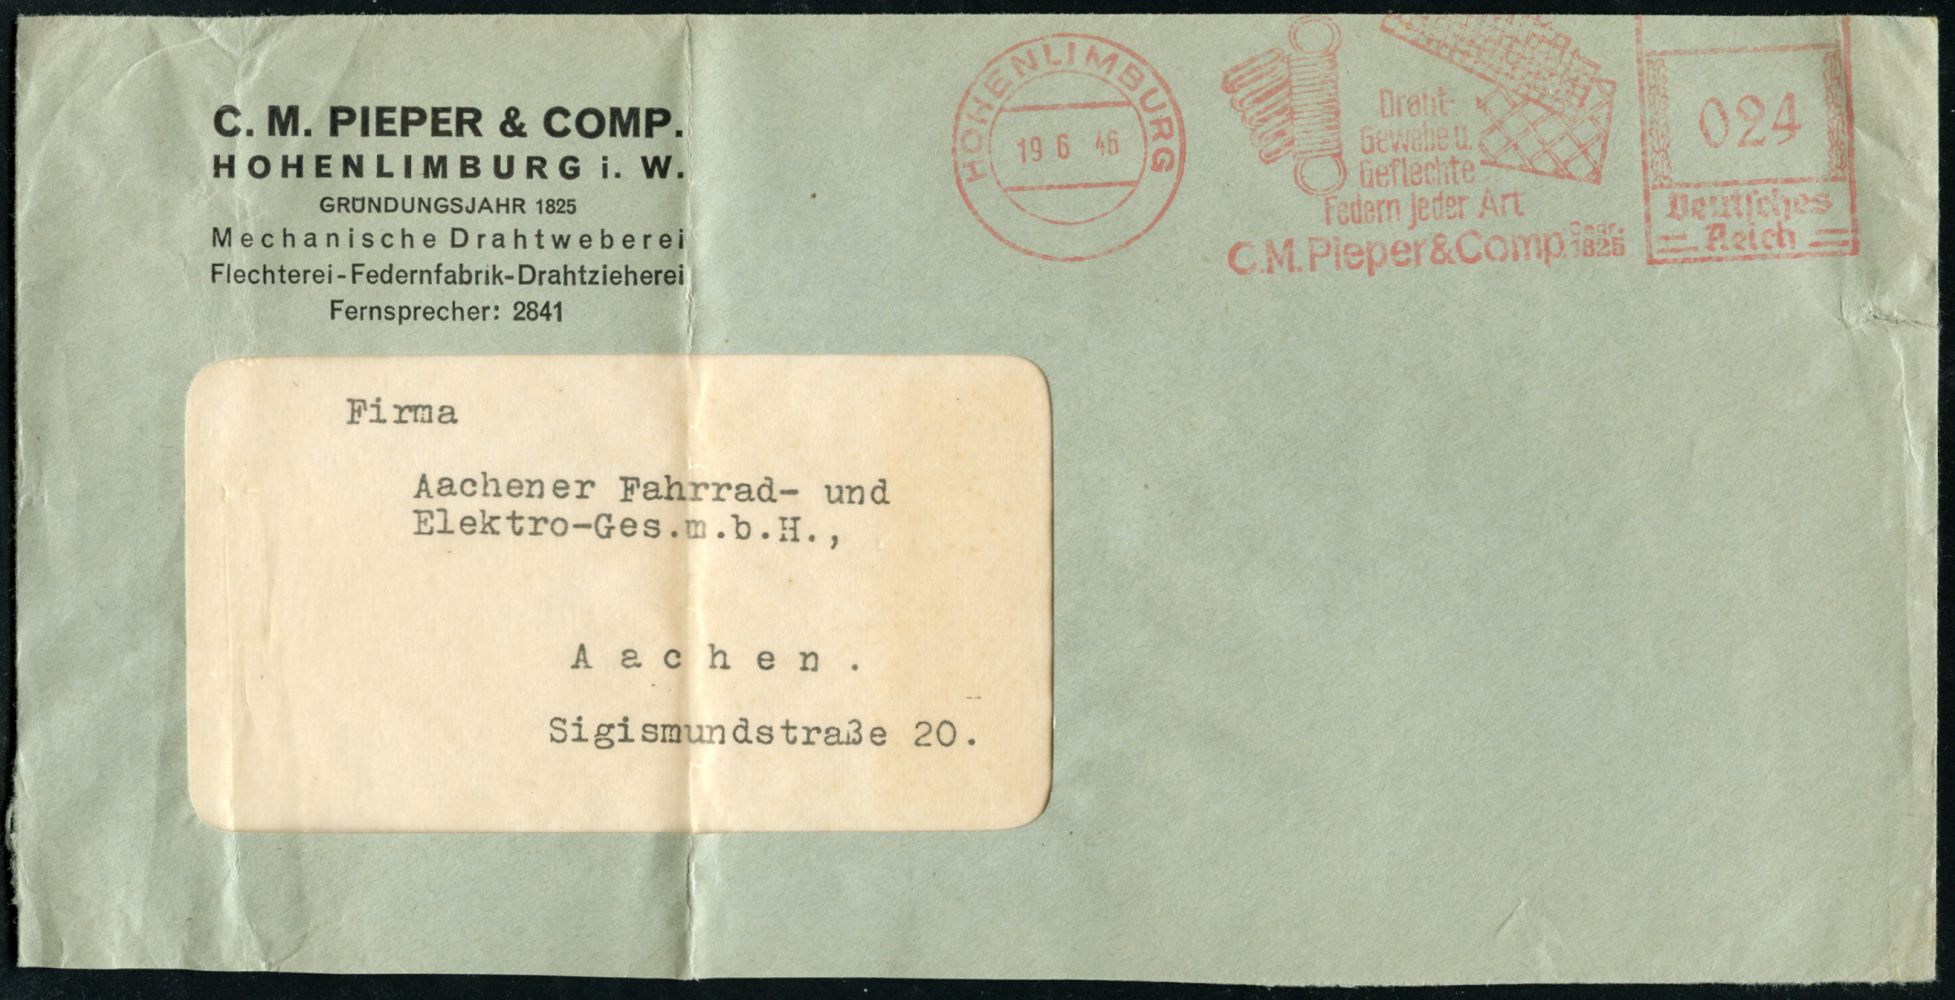 C. M. PIEPER & COMP.
HOHENLIMBURG i. W.
GRÜNDUNGSJAHR 1825
Mechanische Drahtweberei
Flechterei-Federnfabrik-Drahtzieherei
Fernsprecher: 2841
HOHENLIMBURG
19 6 46
Draht-
Gewebe u.
Geflechte
Federn jeder Art
C.M.Pieper&Comp. Gegr. 1825
024
Deutsches
Reich
Firma
Aachener Fahrrad- und
Elektro-Ges.m.b.H.,
A a c h e n .
Sigismundstraße 20.